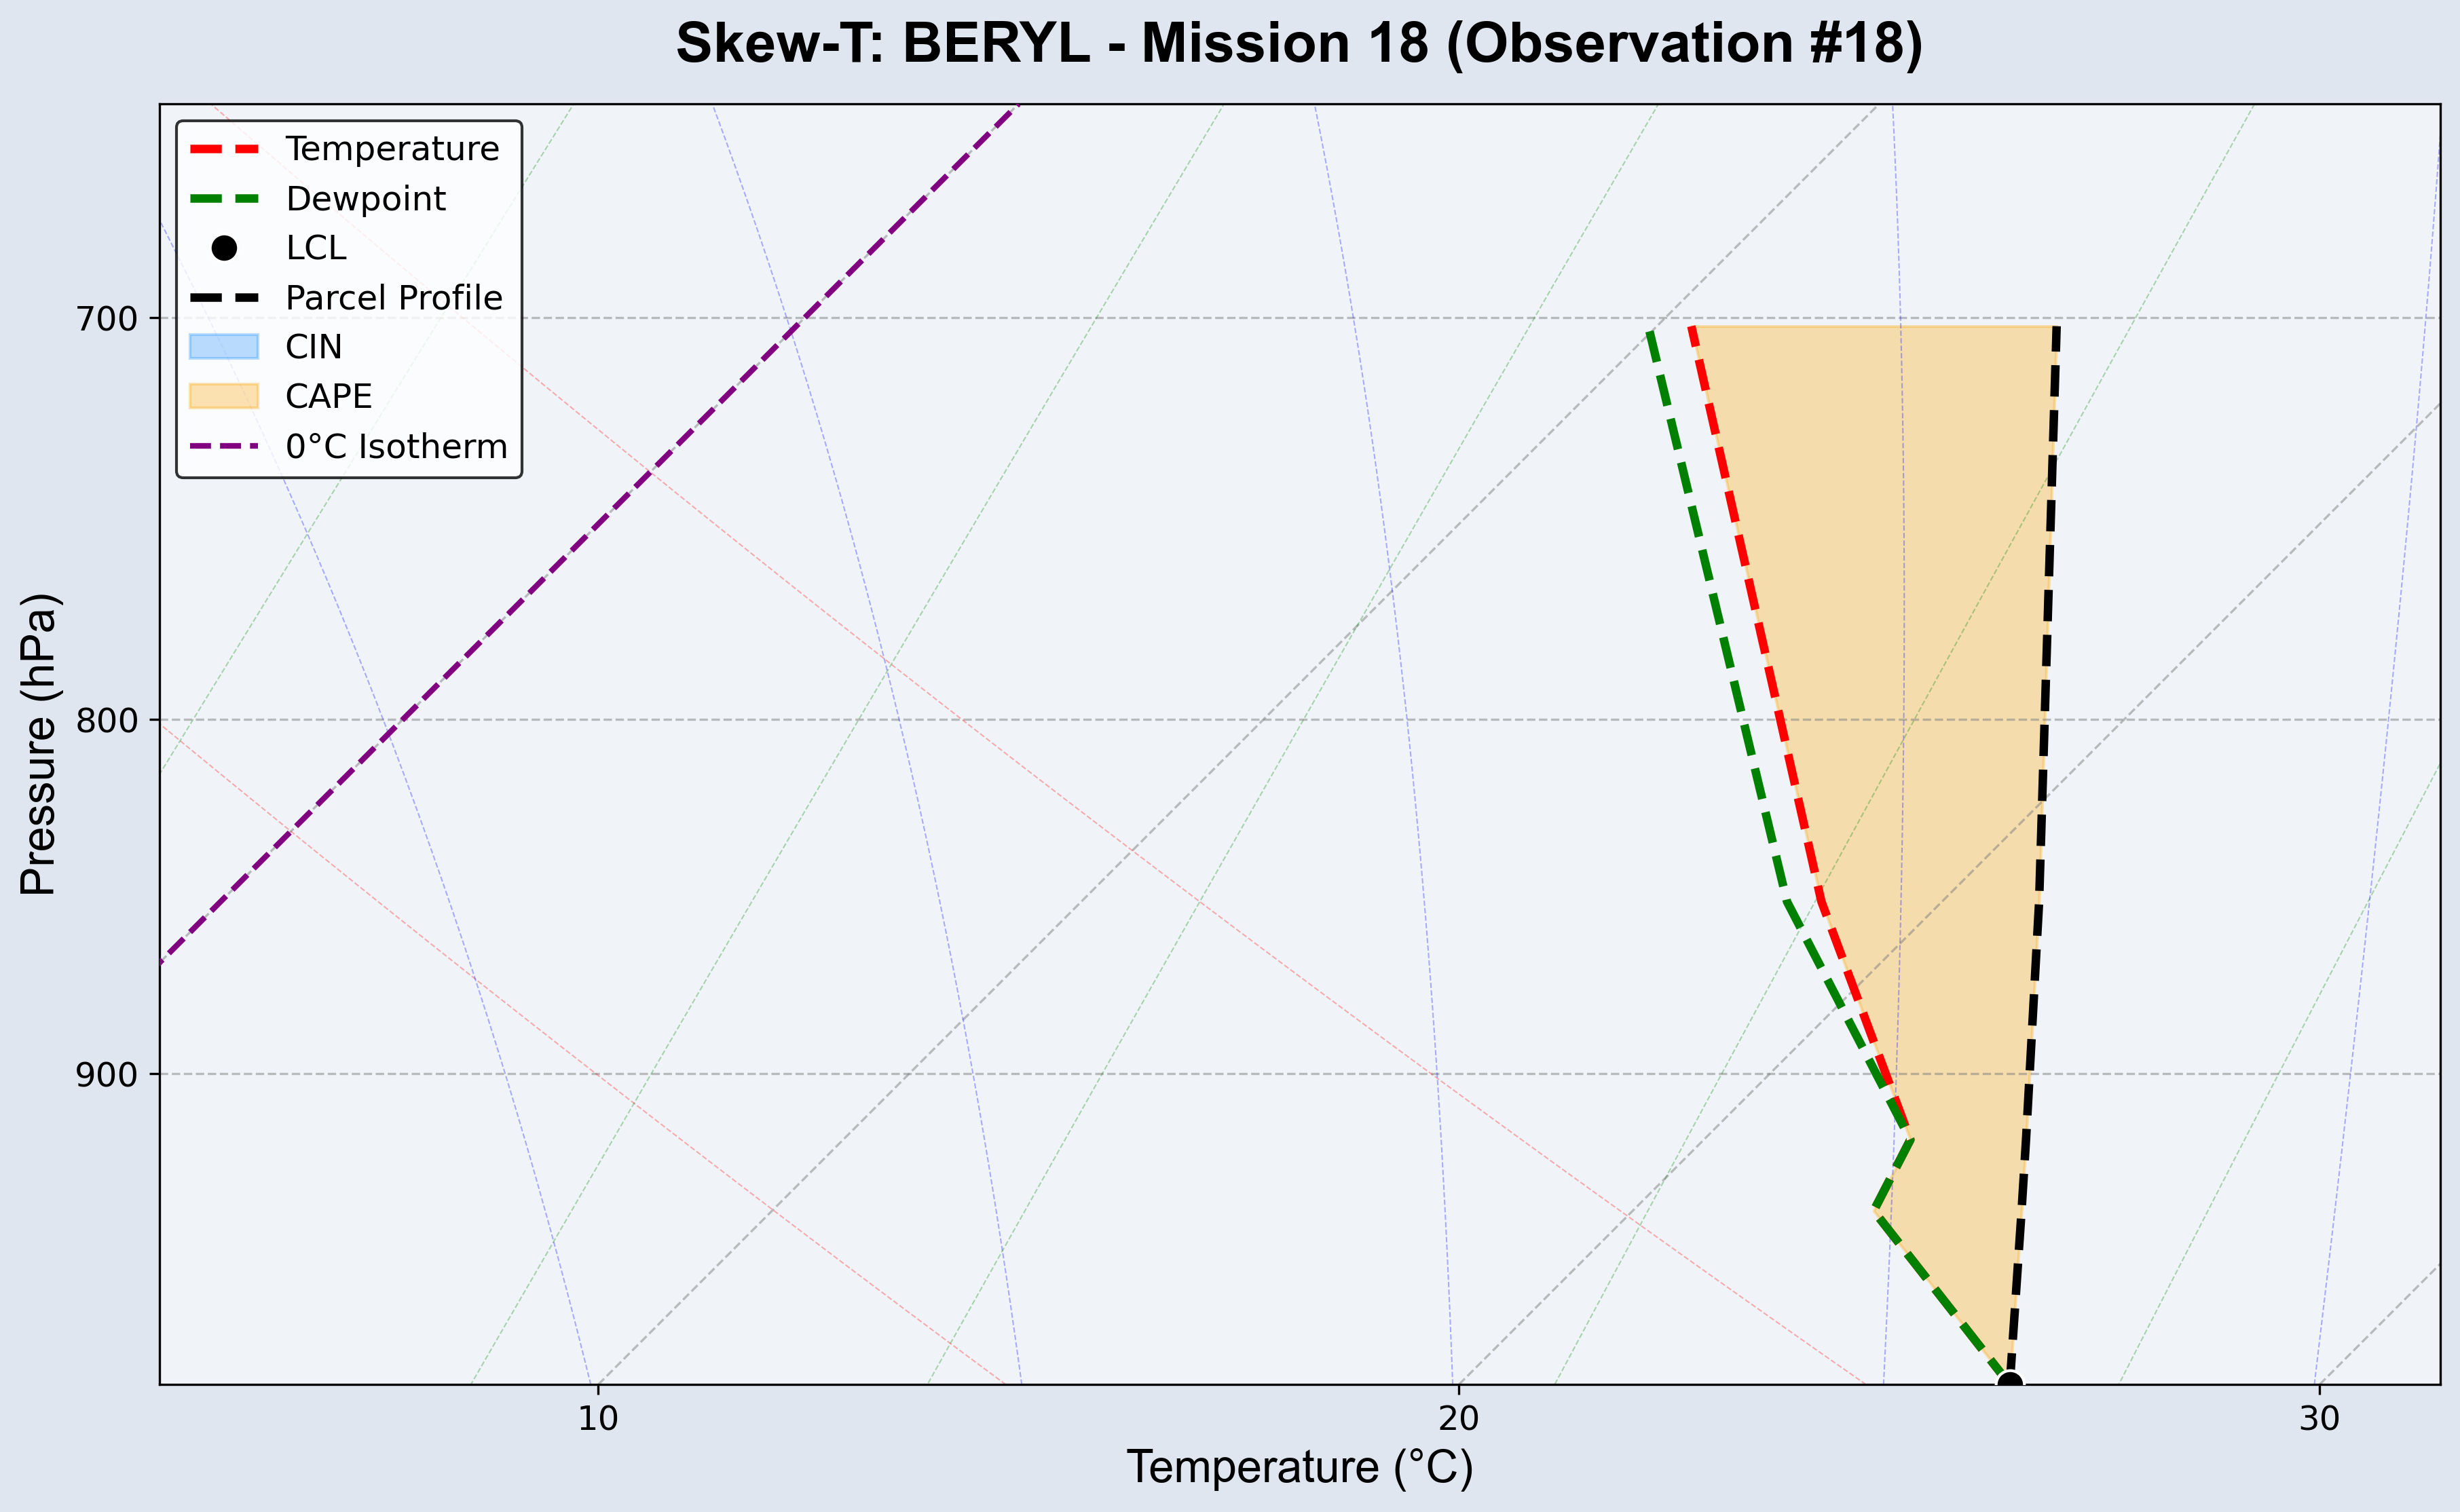 Skew-T: BERYL - Mission 18 (Observation #18)
Temperature
Dewpoint
LCL
Parcel Profile
CIN
CAPE
0°C Isotherm
Pressure (hPa)
700
800
900
10 20 30
Temperature (°C)